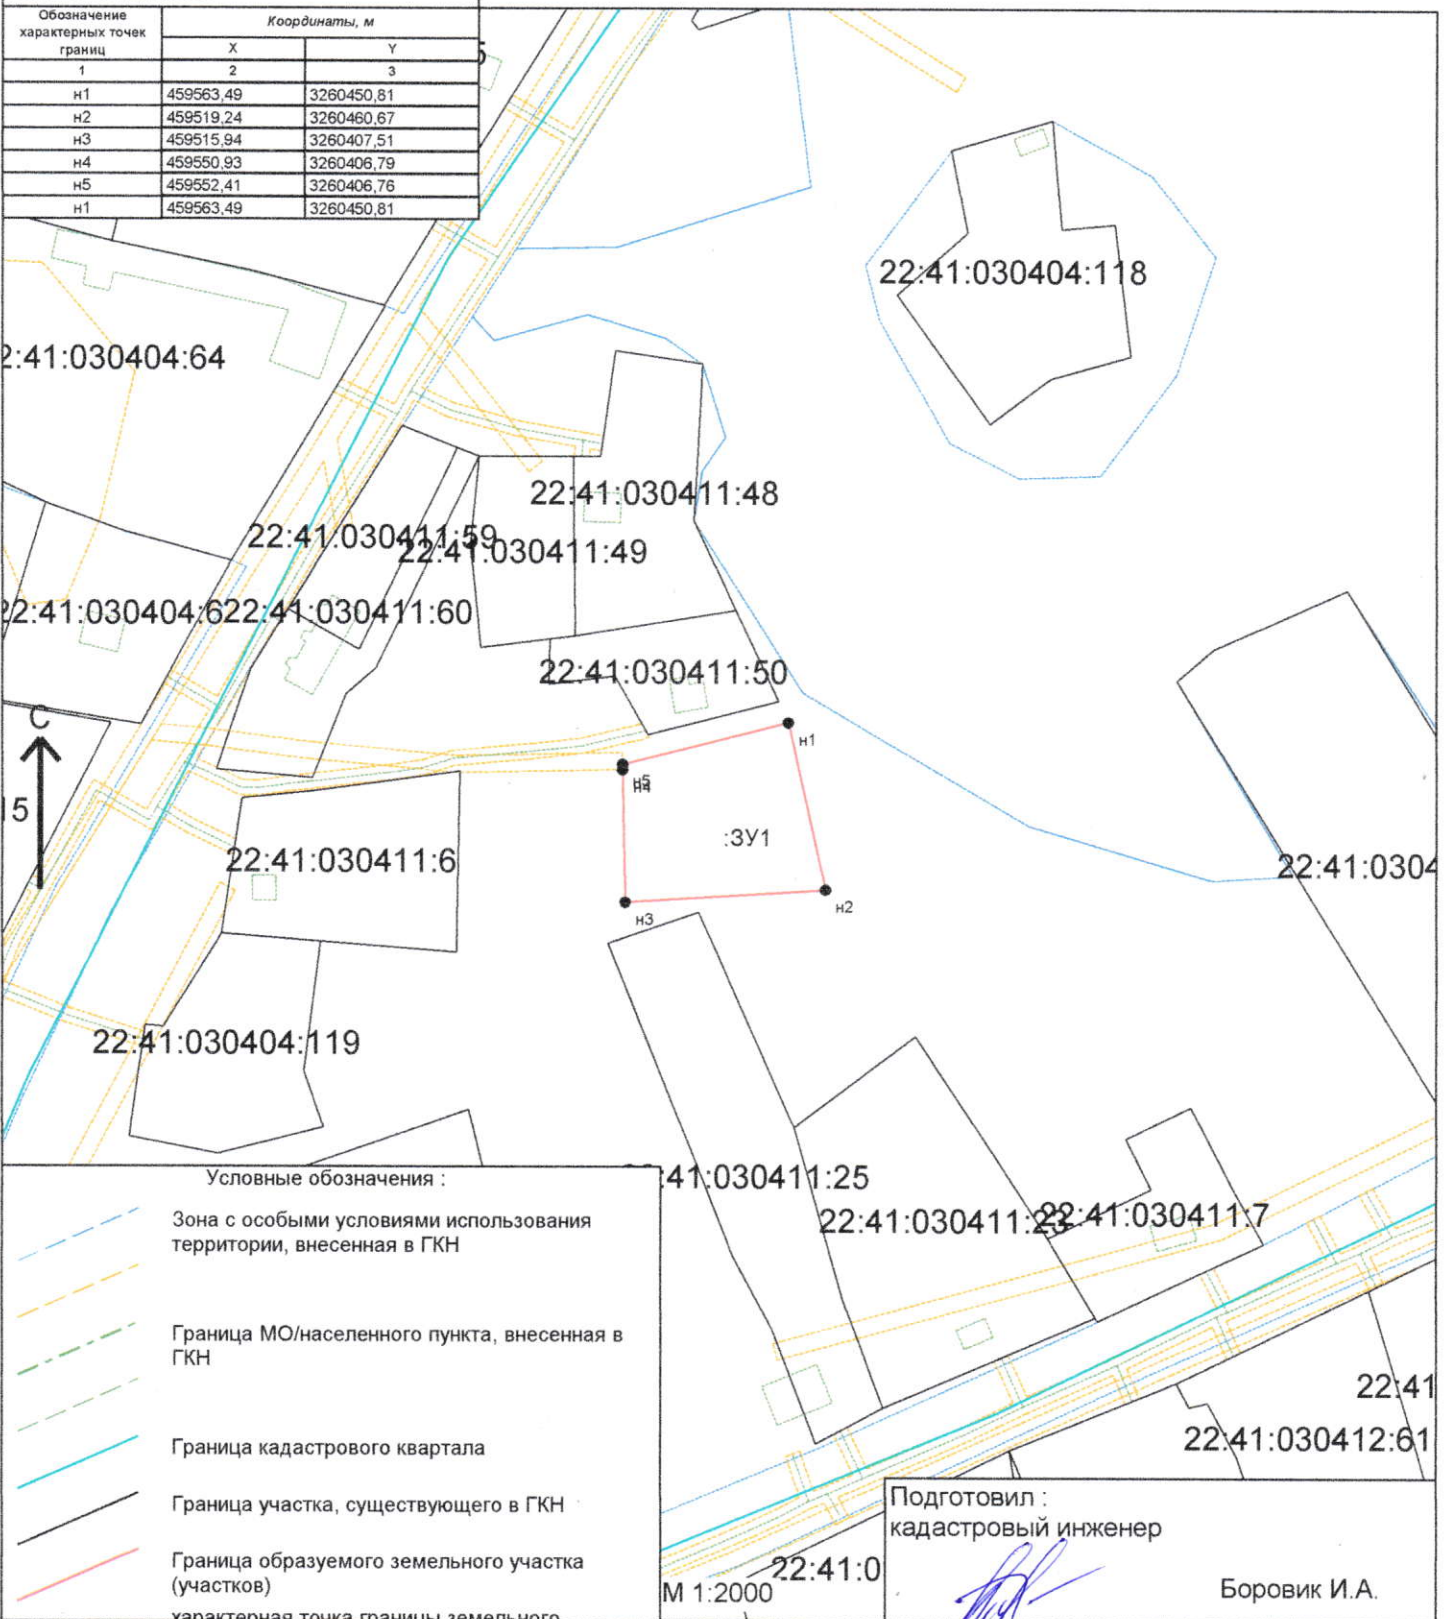 Обозначение
характерных точек
границ
Координаты, м
X
Y
1
2
3
н1
459563,49
3260450,81
н2
459519,24
3260460,67
н3
459515,94
3260407,51
н4
459550,93
3260406,79
н5
459552,41
3260406,76
н1
459563,49
3260450,81
22:41:030404:118
2:41:030404:64
22:41:030411:48
22:41:030411:59
22:41:030411:49
22:41:030404:6
22:41:030411:60
22:41:030411:50
С
н1
н5
н4
15
:ЗУ1
22:41:030411:6
22:41:0304
н3
н2
22:41:030404:119
:41:030411:25
22:41:030411:23
22:41:030411:7
Условные обозначения :
Зона с особыми условиями использования
территории, внесенная в ГКН
Граница МО/населенного пункта, внесенная в
ГКН
Граница кадастрового квартала
Граница участка, существующего в ГКН
Граница образуемого земельного участка
(участков)
характерная точка границы земельного
22:41
22:41:030412:61
22:41:0
М 1:2000
Подготовил :
кадастровый инженер
Боровик И.А.